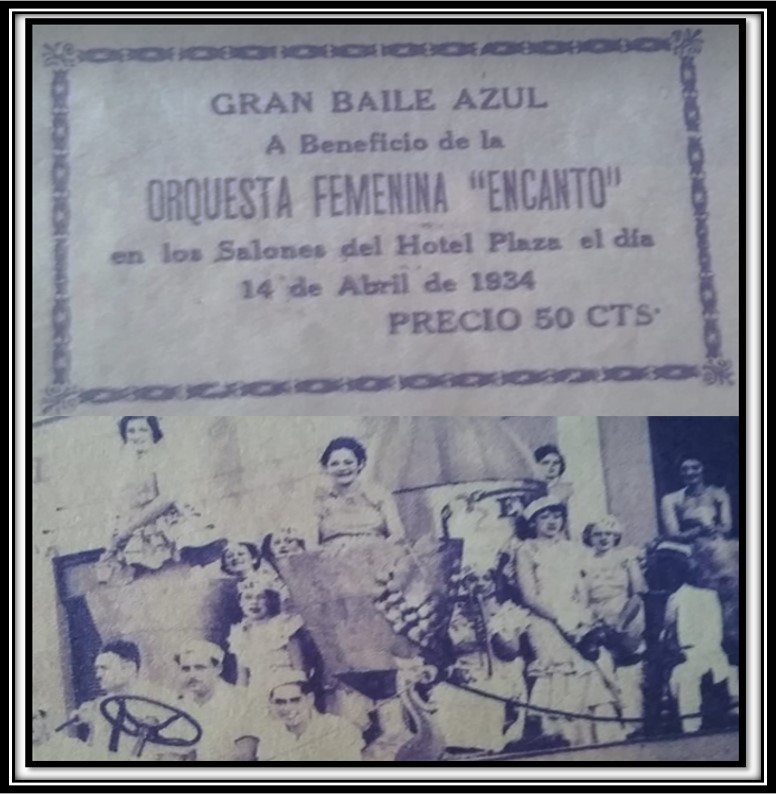 GRAN BAILE AZUL
A Beneficio de la
ORQUESTA FEMENINA "ENCANTO"
en los Salones del Hotel Plaza el día
14 de Abril de 1934
PRECIO 50 CTS.